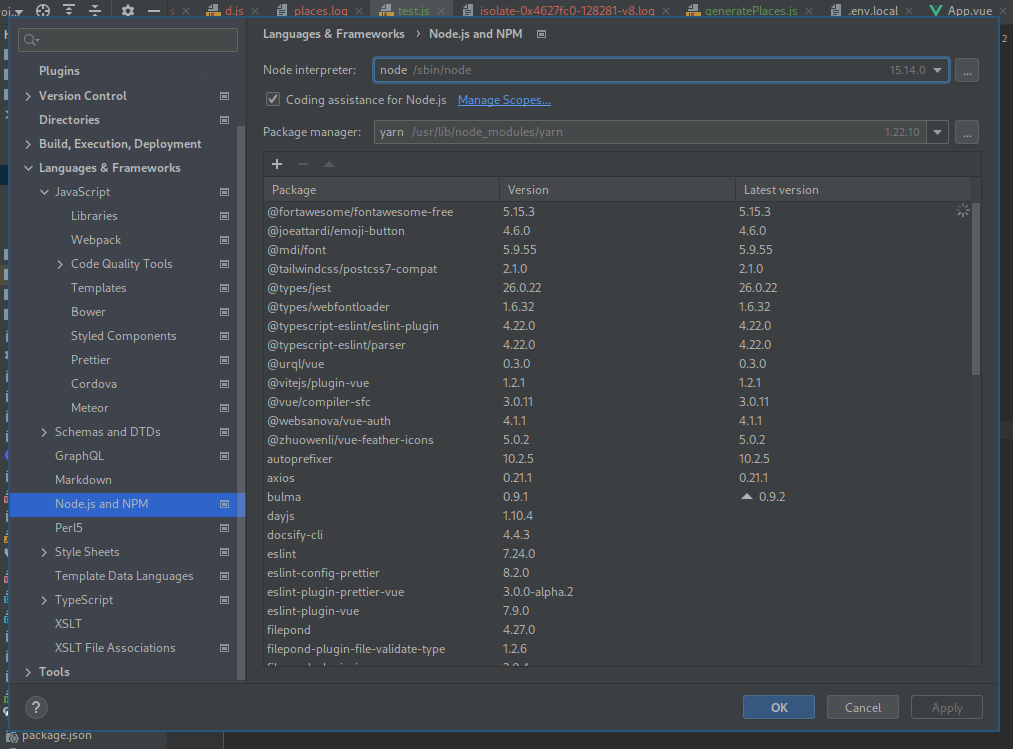 oi..
s
d.js
places.log
test.js
isolate-0x4627fc0-128281-v8.log
generatePlaces.js
.env.local
App.vue
2
Plugins
Version Control
Directories
Build, Execution, Deployment
Languages & Frameworks
JavaScript
Libraries
Webpack
Code Quality Tools
Templates
Bower
Styled Components
Prettier
Cordova
Meteor
Schemas and DTDs
GraphQL
Markdown
Node.js and NPM
Perl5
Style Sheets
Template Data Languages
TypeScript
XSLT
XSLT File Associations
Tools
?
Languages & Frameworks › Node.js and NPM
Node interpreter: node /sbin/node 15.14.0 ...
Coding assistance for Node.js Manage Scopes...
Package manager: yarn /usr/lib/node_modules/yarn 1.22.10 ...
Package Version Latest version
@fortawesome/fontawesome-free 5.15.3 5.15.3
@joeattardi/emoji-button 4.6.0 4.6.0
@mdi/font 5.9.55 5.9.55
@tailwindcss/postcss7-compat 2.1.0 2.1.0
@types/jest 26.0.22 26.0.22
@types/webfontloader 1.6.32 1.6.32
@typescript-eslint/eslint-plugin 4.22.0 4.22.0
@typescript-eslint/parser 4.22.0 4.22.0
@urql/vue 0.3.0 0.3.0
@vitejs/plugin-vue 1.2.1 1.2.1
@vue/compiler-sfc 3.0.11 3.0.11
@websanova/vue-auth 4.1.1 4.1.1
@zhuowenli/vue-feather-icons 5.0.2 5.0.2
autoprefixer 10.2.5 10.2.5
axios 0.21.1 0.21.1
bulma 0.9.1 0.9.2
dayjs 1.10.4
docsify-cli 4.4.3
eslint 7.24.0
eslint-config-prettier 8.2.0
eslint-plugin-prettier-vue 3.0.0-alpha.2
eslint-plugin-vue 7.9.0
filepond 4.27.0
filepond-plugin-file-validate-type 1.2.6
OK Cancel Apply
package.json